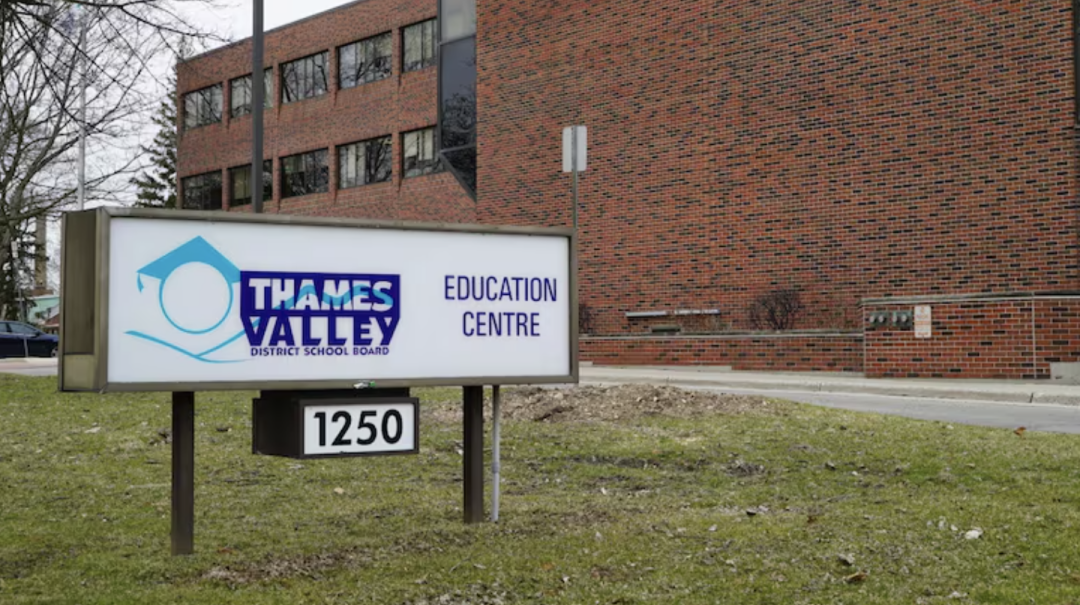 THAMES
VALLEY
DISTRICT SCHOOL BOARD
EDUCATION
CENTRE
1250